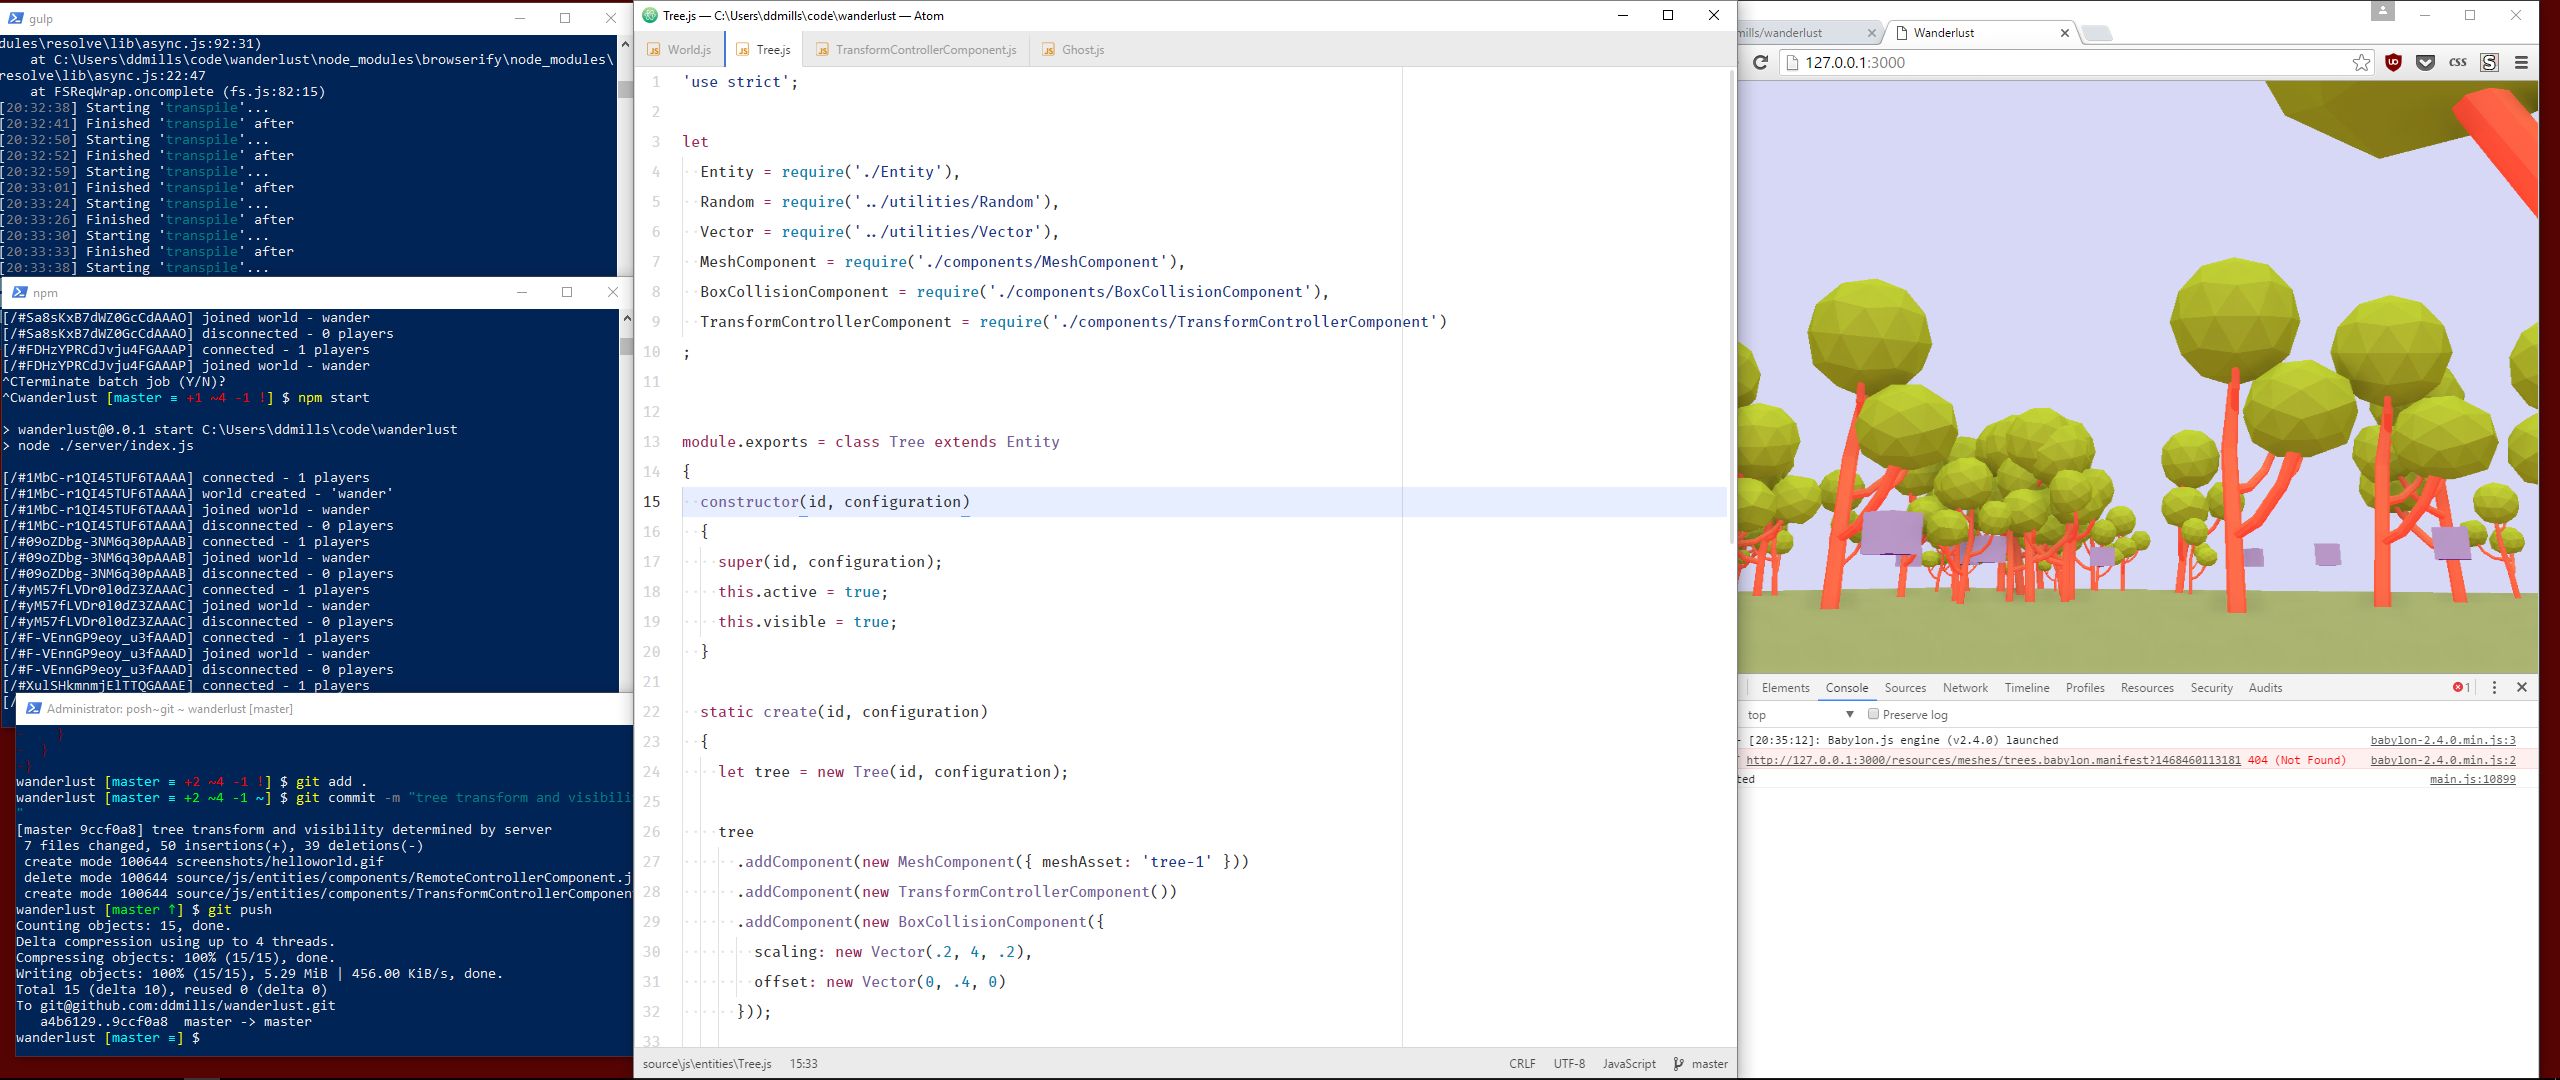 gulp
dules\resolve\lib\async.js:92:31)
at C:\Users\ddmills\code\wanderlust\node_modules\browserify\node_modules\
resolve\lib\async.js:22:47
at FSReqWrap.oncomplete (fs.js:82:15)
[20:32:38] Starting 'transpile'...
[20:32:41] Finished 'transpile' after
[20:32:50] Starting 'transpile'...
[20:32:52] Finished 'transpile' after
[20:32:59] Starting 'transpile'...
[20:33:01] Finished 'transpile' after
[20:33:24] Starting 'transpile'...
[20:33:26] Finished 'transpile' after
[20:33:30] Starting 'transpile'...
[20:33:33] Finished 'transpile' after
[20:33:38] Starting 'transpile'...
npm
[/#Sa8sKxB7dWZ0GcCdAAAO] joined world - wander
[/#Sa8sKxB7dWZ0GcCdAAAO] disconnected - 0 players
[/#FDHzYPRCdJvju4FGAAAP] connected - 1 players
[/#FDHzYPRCdJvju4FGAAAP] joined world - wander
^CTerminate batch job (Y/N)?
^Cwanderlust [master ≡ +1 ~4 -1 !] $ npm start
> wanderlust@0.0.1 start C:\Users\ddmills\code\wanderlust
> node ./server/index.js
[/#1MbC-r1QI45TUF6TAAAA] connected - 1 players
[/#1MbC-r1QI45TUF6TAAAA] world created - 'wander'
[/#1MbC-r1QI45TUF6TAAAA] joined world - wander
[/#1MbC-r1QI45TUF6TAAAA] disconnected - 0 players
[/#09oZDbg-3NM6q30pAAAB] connected - 1 players
[/#09oZDbg-3NM6q30pAAAB] joined world - wander
[/#09oZDbg-3NM6q30pAAAB] disconnected - 0 players
[/#yM57fLVDr0l0dZ3ZAAAC] connected - 1 players
[/#yM57fLVDr0l0dZ3ZAAAC] joined world - wander
[/#yM57fLVDr0l0dZ3ZAAAC] disconnected - 0 players
[/#F-VEnnGP9eoy_u3fAAAD] connected - 1 players
[/#F-VEnnGP9eoy_u3fAAAD] joined world - wander
[/#F-VEnnGP9eoy_u3fAAAD] disconnected - 0 players
[/#XulSHkmnmjElTTQGAAAE] connected - 1 players
[/
Administrator: posh~git ~ wanderlust [master]
}
}
-}
wanderlust [master ≡ +2 ~4 -1 !] $ git add .
wanderlust [master ≡ +2 ~4 -1 ~] $ git commit -m "tree transform and visibili
"
[master 9ccf0a8] tree transform and visibility determined by server
7 files changed, 50 insertions(+), 39 deletions(-)
create mode 100644 screenshots/helloworld.gif
delete mode 100644 source/js/entities/components/RemoteControllerComponent.j
create mode 100644 source/js/entities/components/TransformControllerComponen
wanderlust [master ↑] $ git push
Counting objects: 15, done.
Delta compression using up to 4 threads.
Compressing objects: 100% (15/15), done.
Writing objects: 100% (15/15), 5.29 MiB | 456.00 KiB/s, done.
Total 15 (delta 10), reused 0 (delta 0)
To git@github.com:ddmills/wanderlust.git
a4b6129..9ccf0a8 master -> master
wanderlust [master ≡] $
Tree.js — C:\Users\ddmills\code\wanderlust — Atom
World.js Tree.js TransformControllerComponent.js Ghost.js
1 'use strict';
2
3 let
4 Entity = require('./Entity'),
5 Random = require('../utilities/Random'),
6 Vector = require('../utilities/Vector'),
7 MeshComponent = require('./components/MeshComponent'),
8 BoxCollisionComponent = require('./components/BoxCollisionComponent'),
9 TransformControllerComponent = require('./components/TransformControllerComponent')
10 ;
11
12
13 module.exports = class Tree extends Entity
14 {
15 constructor(id, configuration)
16 {
17 super(id, configuration);
18 this.active = true;
19 this.visible = true;
20 }
21
22 static create(id, configuration)
23 {
24 let tree = new Tree(id, configuration);
25
26 tree
27 .addComponent(new MeshComponent({ meshAsset: 'tree-1' }))
28 .addComponent(new TransformControllerComponent())
29 .addComponent(new BoxCollisionComponent({
30 scaling: new Vector(.2, 4, .2),
31 offset: new Vector(0, .4, 0)
32 }));
33
source\js\entities\Tree.js 15:33 CRLF UTF-8 JavaScript master
mills/wanderlust Wanderlust
127.0.0.1:3000 css
Elements Console Sources Network Timeline Profiles Resources Security Audits 1
top Preserve log
- [20:35:12]: Babylon.js engine (v2.4.0) launched babylon-2.4.0.min.js:3
http://127.0.0.1:3000/resources/meshes/trees.babylon.manifest?1468460113181 404 (Not Found) babylon-2.4.0.min.js:2
ted main.js:10899